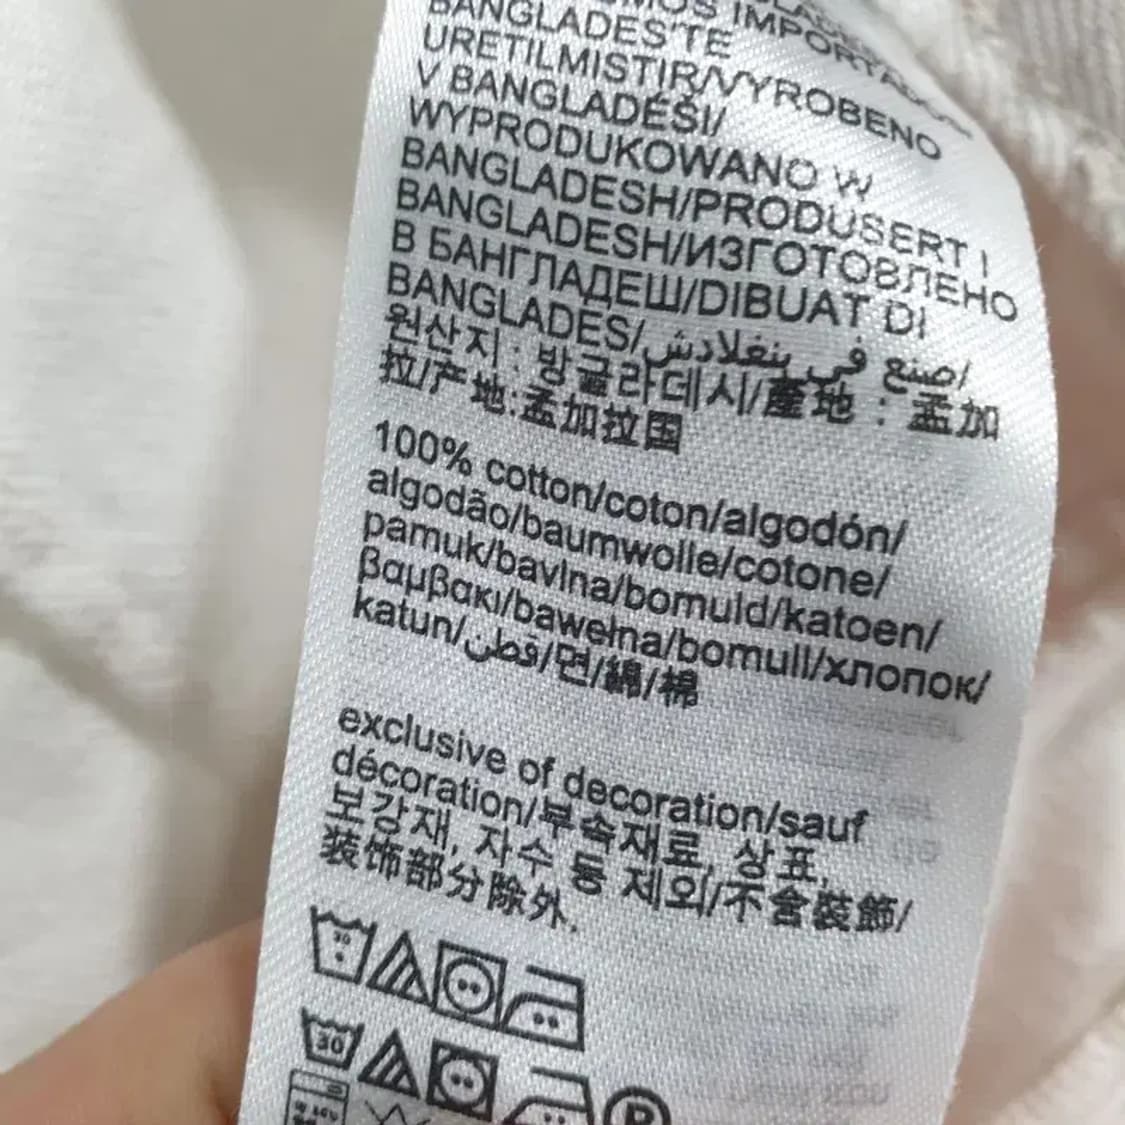 BANGLADES'TE
URETILMISTIR/VYROBENO
V BANGLADÉŠI/
WYPRODUKOWANO W
BANGLADESH/PRODUSERT I
BANGLADESH/ИЗГОТОВЛЕНО
В БАНГЛАДЕШ/DIBUAT DI
BANGLADES/صنع في بنغلادش/
원산지 : 방글라데시/產地 : 孟加
拉/产地:孟加拉国
100% cotton/coton/algodón/
algodão/baumwolle/cotone/
pamuk/bavlna/bomuld/katoen/
βαμβακι/bawełna/bomull/хлопок/
katun/قطن/면/綿/棉
exclusive of decoration/sauf
décoration/부속재료, 상표,
보강재, 자수 등 제외/不含裝飾/
装饰部分除外.
30
30
P